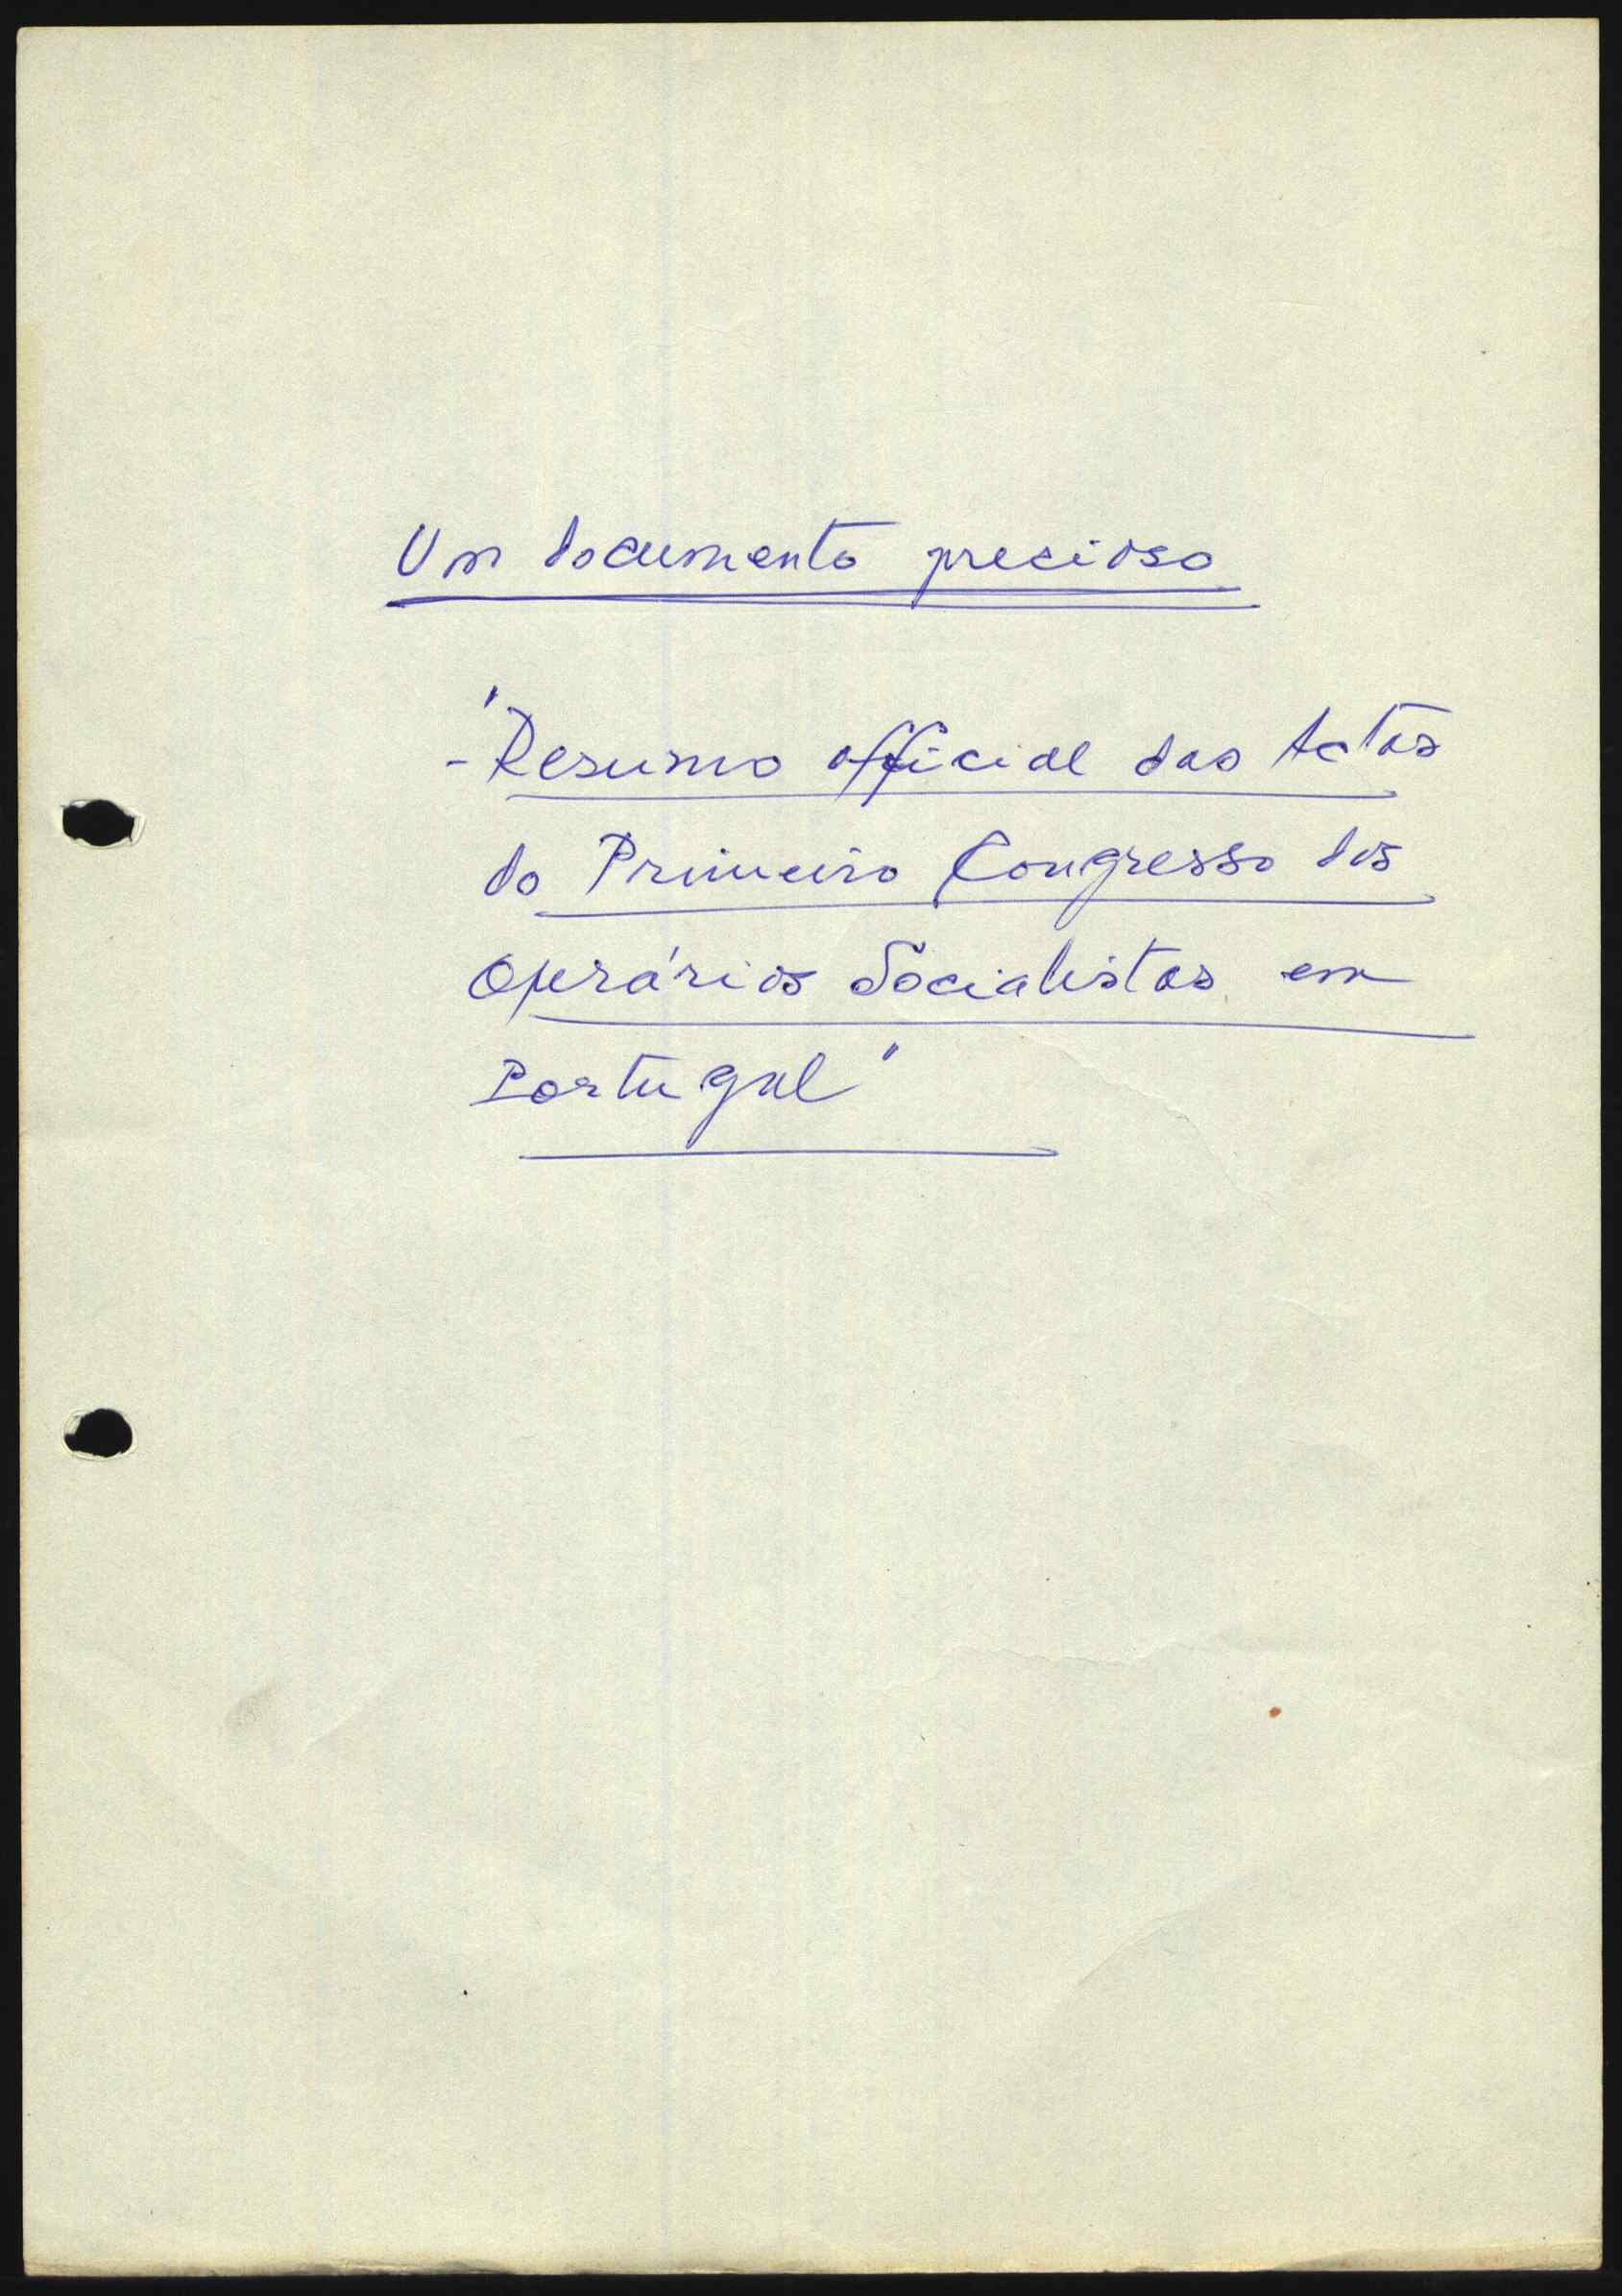 Um documento precioso
- "Resumo official das Actas
do Primeiro Congresso dos
Operários Socialistas em
Portugal"